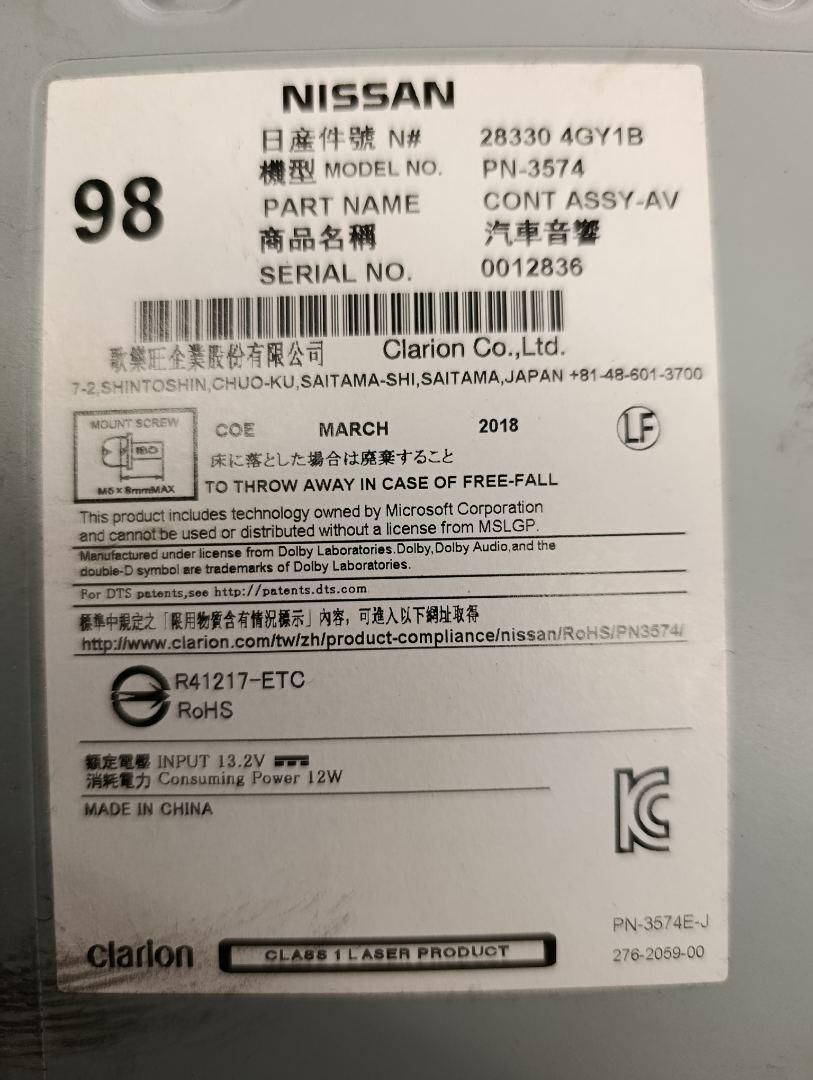 NISSAN
98
日産件號 N# 28330 4GY1B
機型 MODEL NO. PN-3574
PART NAME CONT ASSY-AV
商品名稱 汽車音響
SERIAL NO. 0012836
歌樂旺企業股份有限公司 Clarion Co.,Ltd.
7-2,SHINTOSHIN,CHUO-KU,SAITAMA-SHI,SAITAMA,JAPAN +81-48-601-3700
MOUNT SCREW
ISO
M5×8mmMAX
COE MARCH 2018
LF
床に落とした場合は廃棄すること
TO THROW AWAY IN CASE OF FREE-FALL
This product includes technology owned by Microsoft Corporation
and cannot be used or distributed without a license from MSLGP.
Manufactured under license from Dolby Laboratories.Dolby,Dolby Audio,and the
double-D symbol are trademarks of Dolby Laboratories.
For DTS patents,see http://patents.dts.com
標準中規定之「限用物質含有情況標示」內容，可進入以下網址取得
http://www.clarion.com/tw/zh/product-compliance/nissan/RoHS/PN3574/
R41217-ETC
RoHS
額定電壓 INPUT 13.2V
消耗電力 Consuming Power 12W
MADE IN CHINA
KC
PN-3574E-J
clarion CLASS 1 LASER PRODUCT 276-2059-00